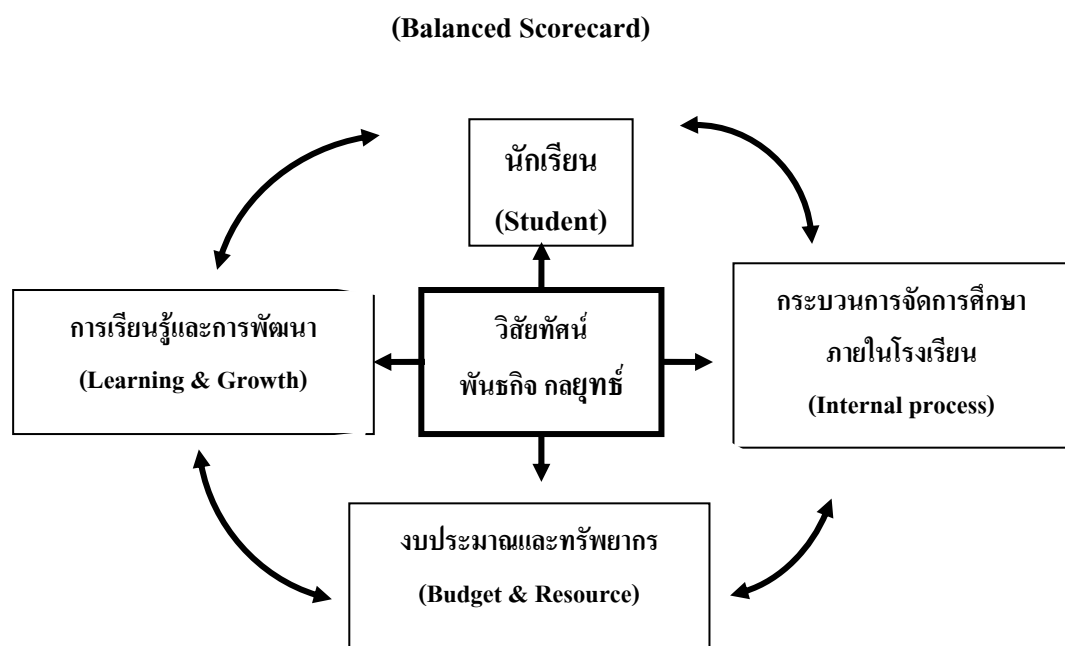 (Balanced Scorecard)
นักเรียน
(Student)
การเรียนรู้และการพัฒนา
(Learning & Growth)
วิสัยทัศน์
พันธกิจ กลยุทธ์
กระบวนการจัดการศึกษา
ภายในโรงเรียน
(Internal process)
งบประมาณและทรัพยากร
(Budget & Resource)